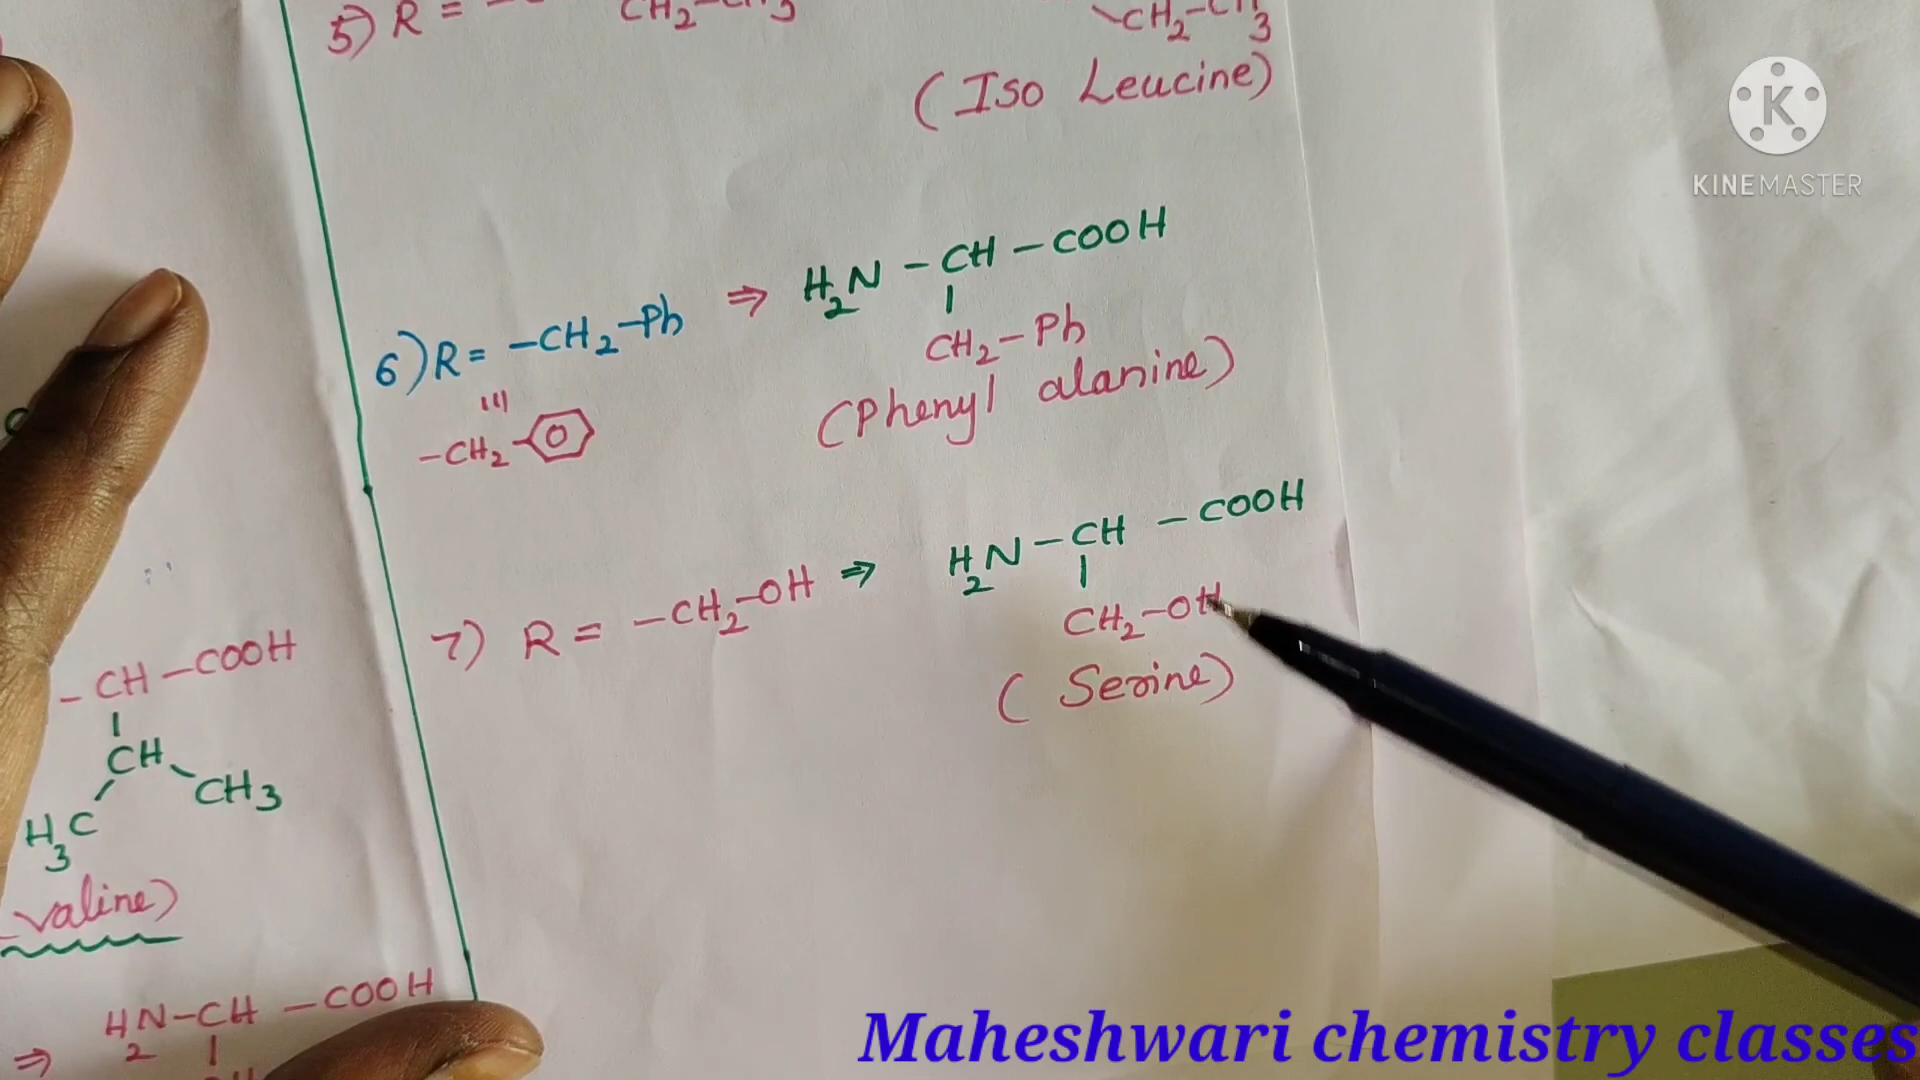 5) R = CH2-CH3
CH2-CH3
(Iso Leucine)
6) R = -CH2-Ph ⇒ H2N-CH-COOH
CH2-Ph
-CH2
(Phenyl alanine)
7) R = -CH2-OH ⇒ H2N-CH-COOH
CH2-OH
(Serine)
-CH-COOH
CH
CH3
H3C
valine)
⇒ H2N-CH-COOH
K
KINEMASTER
Maheshwari chemistry classes